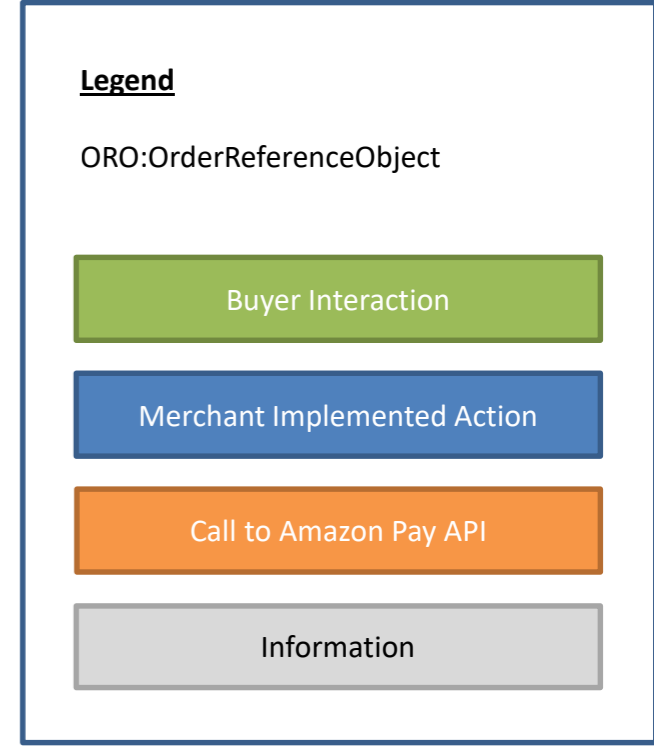 Legend
ORO:OrderReferenceObject
Buyer Interaction
Merchant Implemented Action
Call to Amazon Pay API
Information